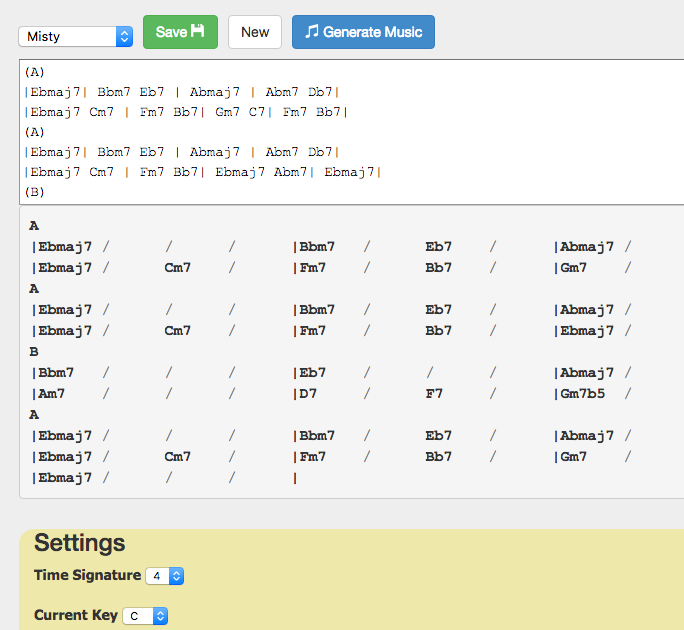 Misty Save New Generate Music
(A)
|Ebmaj7| Bbm7 Eb7 | Abmaj7 | Abm7 Db7|
|Ebmaj7 Cm7 | Fm7 Bb7| Gm7 C7| Fm7 Bb7|
(A)
|Ebmaj7| Bbm7 Eb7 | Abmaj7 | Abm7 Db7|
|Ebmaj7 Cm7 | Fm7 Bb7| Ebmaj7 Abm7| Ebmaj7|
(B)
A
|Ebmaj7 / / / |Bbm7 / Eb7 / |Abmaj7 /
|Ebmaj7 / Cm7 / |Fm7 / Bb7 / |Gm7 /
A
|Ebmaj7 / / / |Bbm7 / Eb7 / |Abmaj7 /
|Ebmaj7 / Cm7 / |Fm7 / Bb7 / |Ebmaj7 /
B
|Bbm7 / / / |Eb7 / / / |Abmaj7 /
|Am7 / / / |D7 / F7 / |Gm7b5 /
A
|Ebmaj7 / / / |Bbm7 / Eb7 / |Abmaj7 /
|Ebmaj7 / Cm7 / |Fm7 / Bb7 / |Gm7 /
|Ebmaj7 / / / |
Settings
Time Signature 4
Current Key C